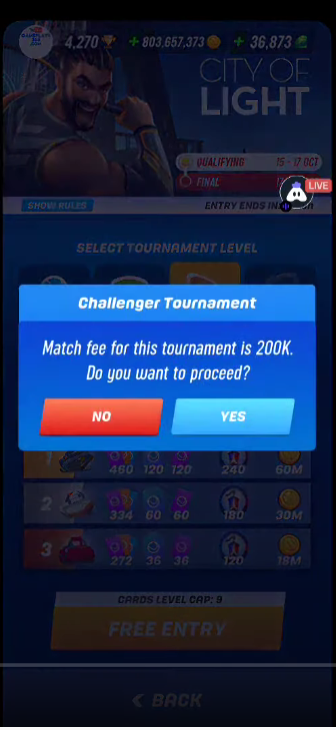 4,270 + 803,657,373 + 36,873
CITY OF
LIGHT
QUALIFYING 15 - 17 OCT
FINAL
LIVE
SHOW RULES ENTRY ENDS IN
SELECT TOURNAMENT LEVEL
Challenger Tournament
Match fee for this tournament is 200K.
Do you want to proceed?
NO YES
1 460 120 120 240 60M
2 334 60 60 180 30M
3 272 36 36 120 18M
CARDS LEVEL CAP: 9
FREE ENTRY
< BACK